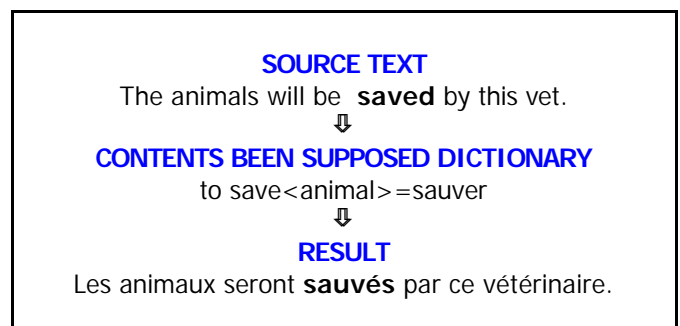 SOURCE TEXT
The animals will be saved by this vet.
⇩
CONTENTS BEEN SUPPOSED DICTIONARY
to save<animal>=sauver
⇩
RESULT
Les animaux seront sauvés par ce vétérinaire.